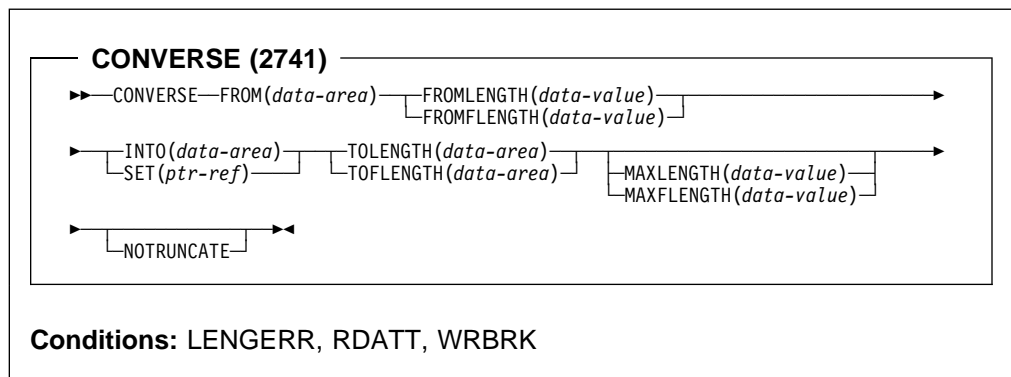 CONVERSE (2741)
►►──CONVERSE──FROM(data-area)──┬─FROMLENGTH(data-value)──┬──►
└─FROMFLENGTH(data-value)─┘
►──┬─INTO(data-area)─┬──┬─TOLENGTH(data-area)──┬──┬─────────────────────────┬──►
└─SET(ptr-ref)────┘ └─TOFLENGTH(data-area)─┘ ├─MAXLENGTH(data-value)──┤
└─MAXFLENGTH(data-value)─┘
►──┬────────────┬──►◄
└─NOTRUNCATE─┘
Conditions: LENGERR, RDATT, WRBRK